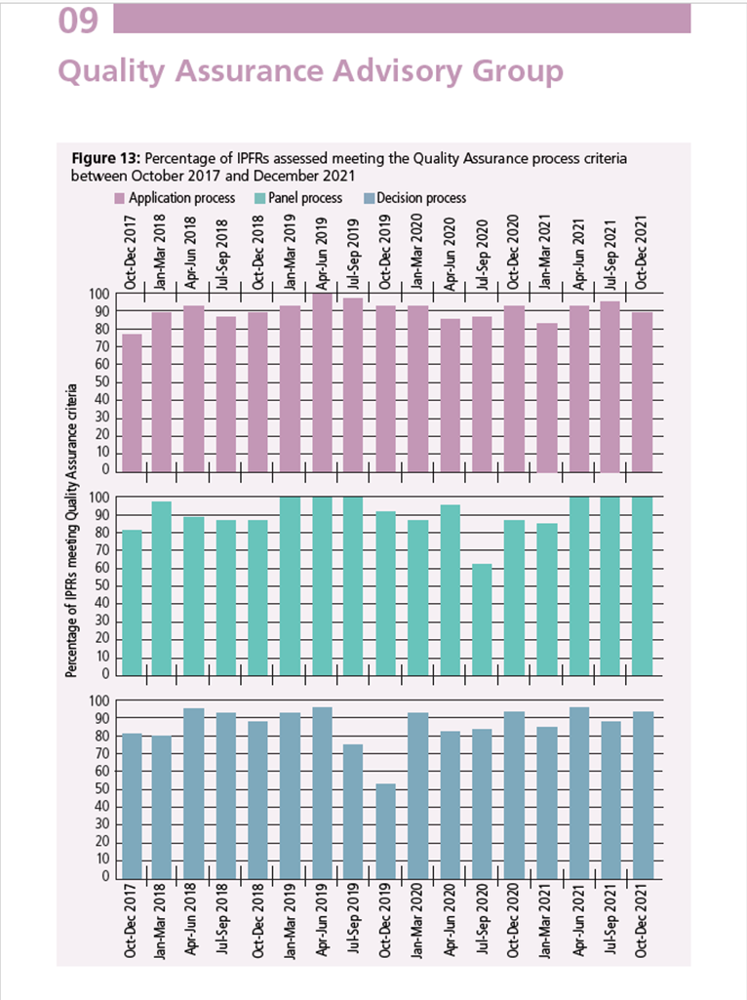 09
Quality Assurance Advisory Group
Figure 13: Percentage of IPFRs assessed meeting the Quality Assurance process criteria
between October 2017 and December 2021
Application process Panel process Decision process
Oct-Dec 2017
Jan-Mar 2018
Apr-Jun 2018
Jul-Sep 2018
Oct-Dec 2018
Jan-Mar 2019
Apr-Jun 2019
Jul-Sep 2019
Oct-Dec 2019
Jan-Mar 2020
Apr-Jun 2020
Jul-Sep 2020
Oct-Dec 2020
Jan-Mar 2021
Apr-Jun 2021
Jul-Sep 2021
Oct-Dec 2021
Percentage of IPFRs meeting Quality Assurance criteria
100
90
80
70
60
50
40
30
20
10
0
100
90
80
70
60
50
40
30
20
10
0
100
90
80
70
60
50
40
30
20
10
0
Oct-Dec 2017
Jan-Mar 2018
Apr-Jun 2018
Jul-Sep 2018
Oct-Dec 2018
Jan-Mar 2019
Apr-Jun 2019
Jul-Sep 2019
Oct-Dec 2019
Jan-Mar 2020
Apr-Jun 2020
Jul-Sep 2020
Oct-Dec 2020
Jan-Mar 2021
Apr-Jun 2021
Jul-Sep 2021
Oct-Dec 2021